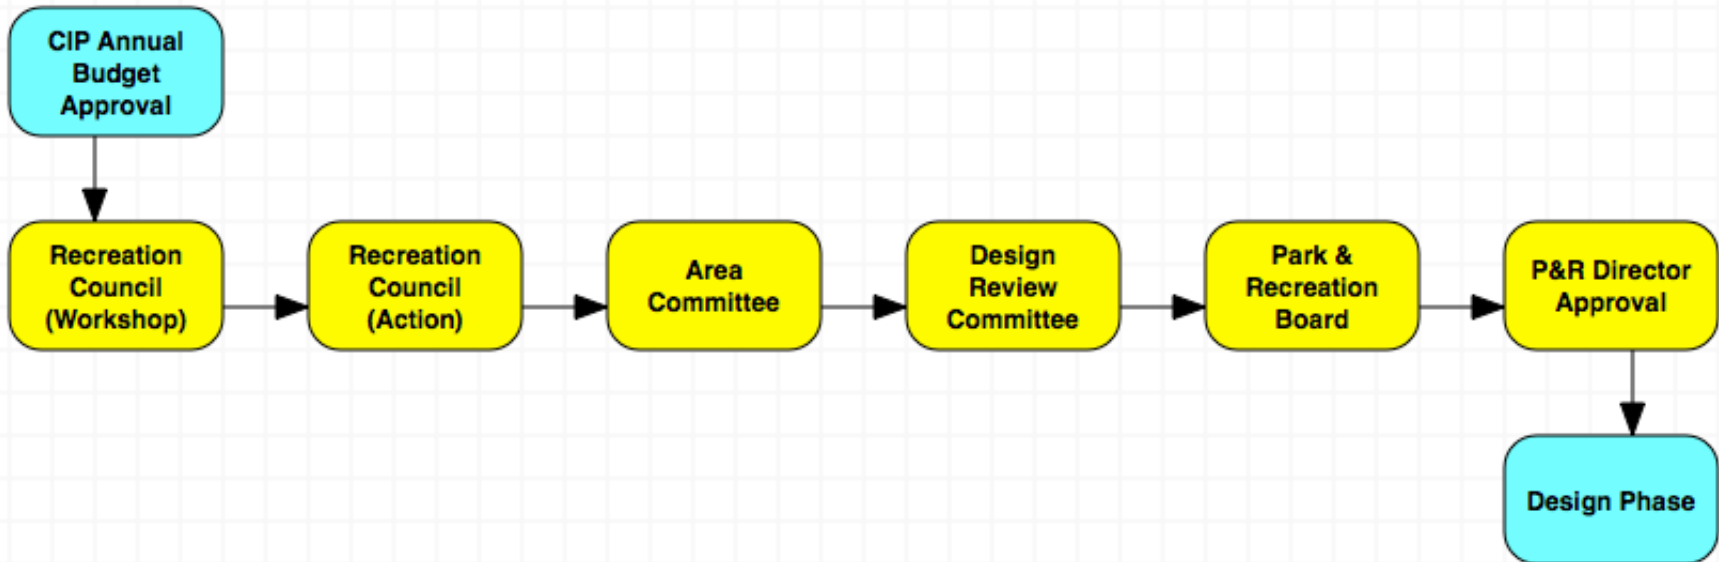 CIP Annual
Budget
Approval
Recreation
Council
(Workshop)
Recreation
Council
(Action)
Area
Committee
Design
Review
Committee
Park &
Recreation
Board
P&R Director
Approval
Design Phase